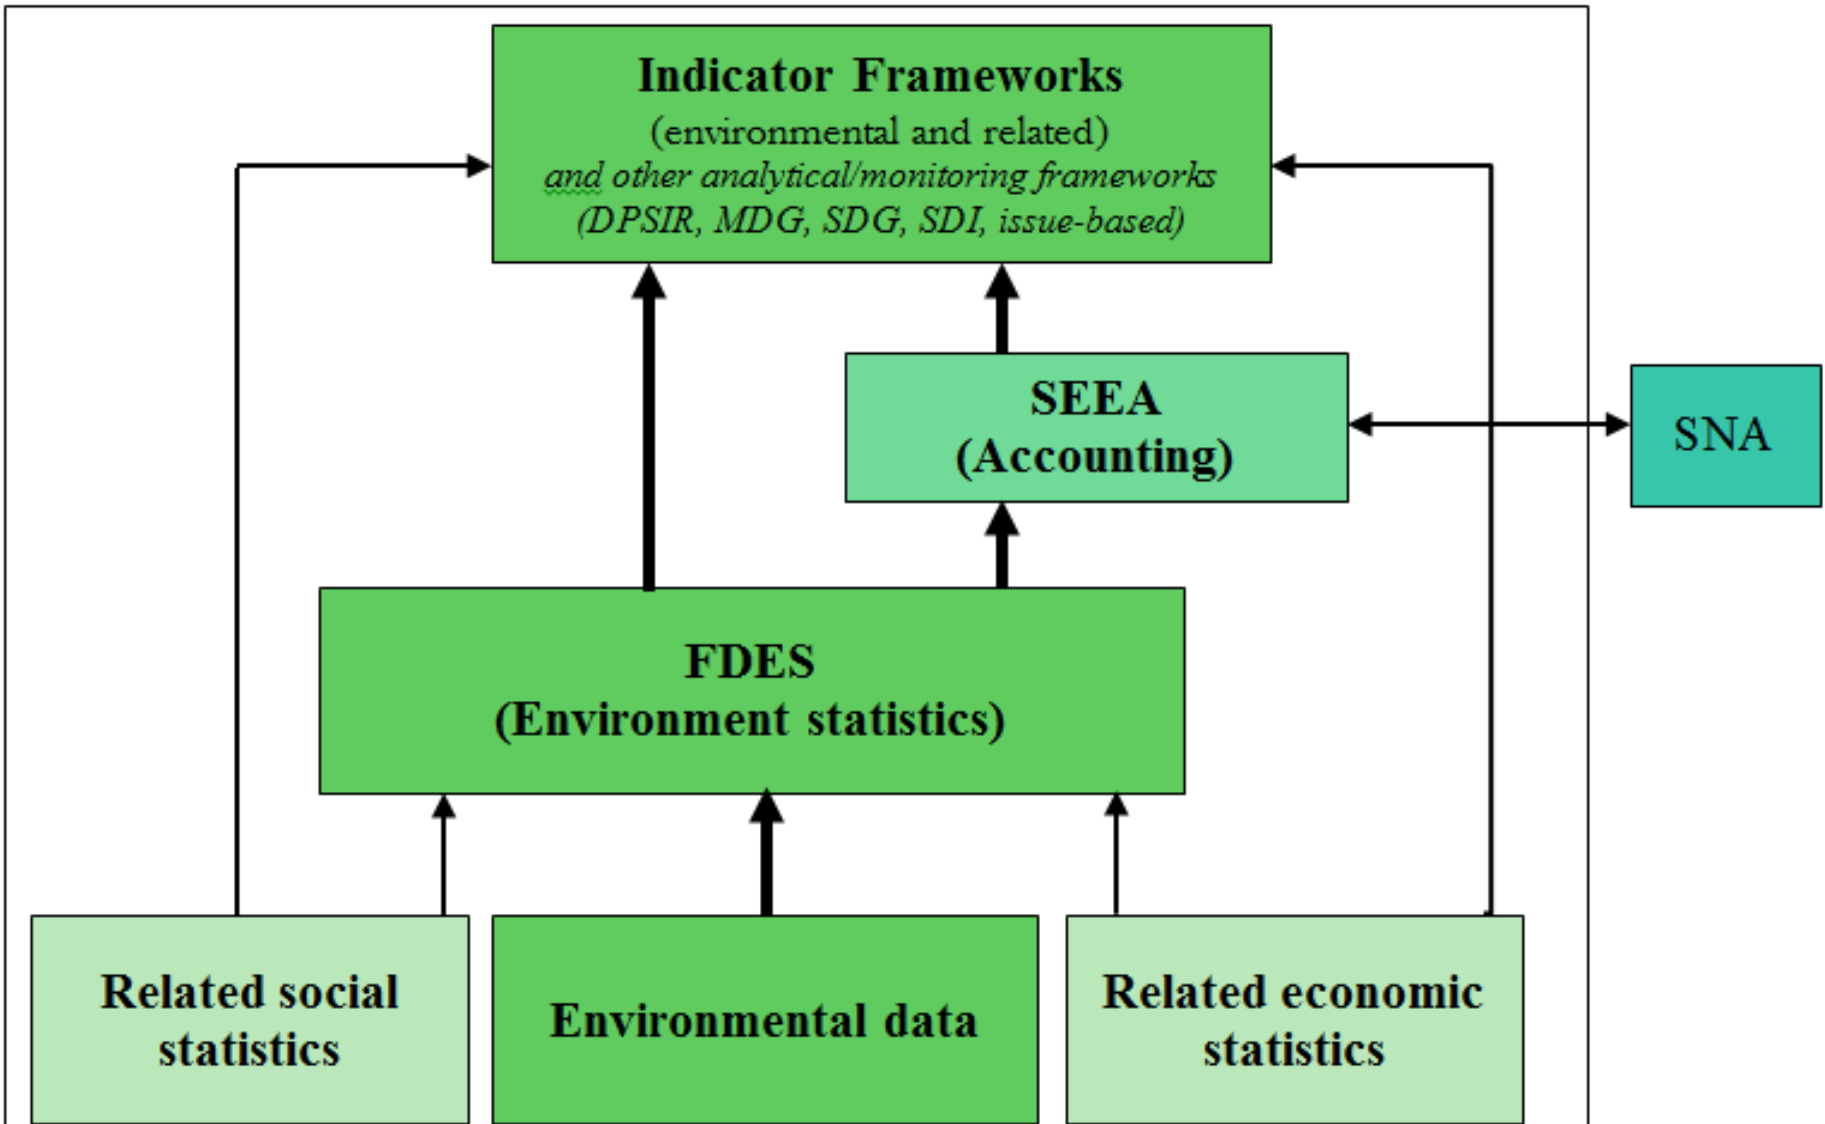 Indicator Frameworks
(environmental and related)
and other analytical/monitoring frameworks
(DPSIR, MDG, SDG, SDI, issue-based)
SEEA
(Accounting)
SNA
FDES
(Environment statistics)
Related social
statistics
Environmental data
Related economic
statistics